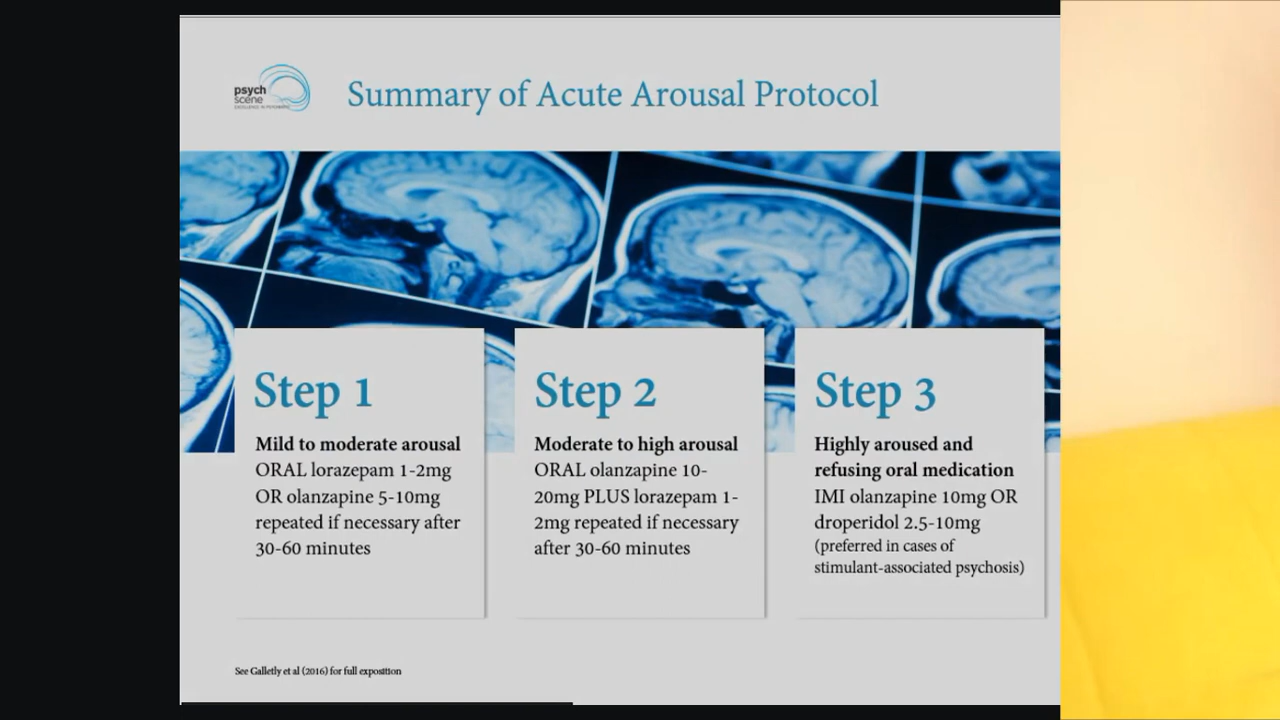 psych
scene
EXCELLENCE IN PSYCHIATRY
Summary of Acute Arousal Protocol
Step 1
Mild to moderate arousal
ORAL lorazepam 1-2mg
OR olanzapine 5-10mg
repeated if necessary after
30-60 minutes
Step 2
Moderate to high arousal
ORAL olanzapine 10-
20mg PLUS lorazepam 1-
2mg repeated if necessary
after 30-60 minutes
Step 3
Highly aroused and
refusing oral medication
IMI olanzapine 10mg OR
droperidol 2.5-10mg
(preferred in cases of
stimulant-associated psychosis)
See Galletly et al (2016) for full exposition